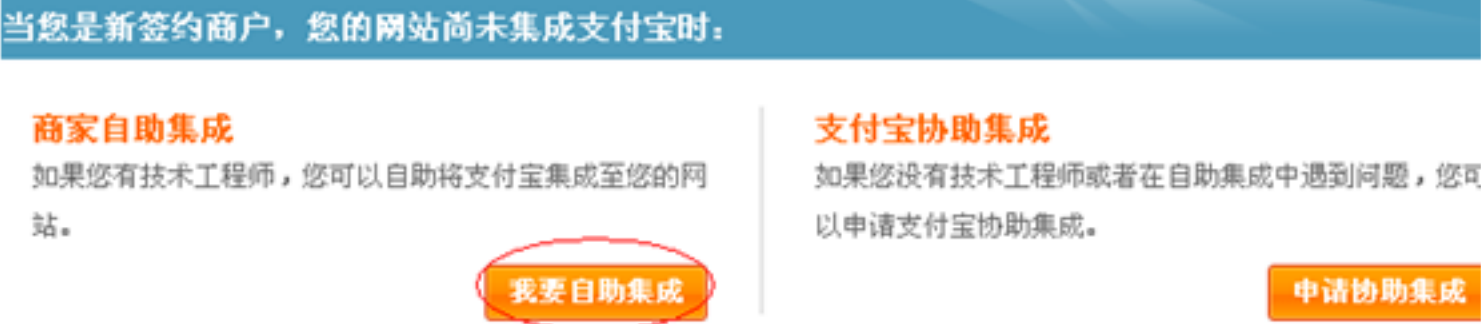 当您是新签约商户，您的网站尚未集成支付宝时：
商家自助集成
如果您有技术工程师，您可以自助将支付宝集成至您的网
站。
我要自助集成
支付宝协助集成
如果您没有技术工程师或者在自助集成中遇到问题，您可
以申请支付宝协助集成。
申请协助集成